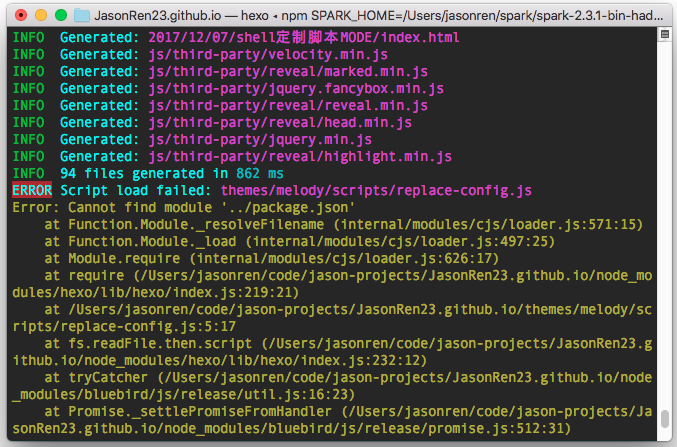 JasonRen23.github.io — hexo ◂ npm SPARK_HOME=/Users/jasonren/spark/spark-2.3.1-bin-had...
INFO  Generated: 2017/12/07/shell定制脚本MODE/index.html
INFO  Generated: js/third-party/velocity.min.js
INFO  Generated: js/third-party/reveal/marked.min.js
INFO  Generated: js/third-party/jquery.fancybox.min.js
INFO  Generated: js/third-party/reveal/reveal.min.js
INFO  Generated: js/third-party/reveal/head.min.js
INFO  Generated: js/third-party/jquery.min.js
INFO  Generated: js/third-party/reveal/highlight.min.js
INFO  94 files generated in 862 ms
ERROR Script load failed: themes/melody/scripts/replace-config.js
Error: Cannot find module '../package.json'
    at Function.Module._resolveFilename (internal/modules/cjs/loader.js:571:15)
    at Function.Module._load (internal/modules/cjs/loader.js:497:25)
    at Module.require (internal/modules/cjs/loader.js:626:17)
    at require (/Users/jasonren/code/jason-projects/JasonRen23.github.io/node_mo
dules/hexo/lib/hexo/index.js:219:21)
    at /Users/jasonren/code/jason-projects/JasonRen23.github.io/themes/melody/sc
ripts/replace-config.js:5:17
    at fs.readFile.then.script (/Users/jasonren/code/jason-projects/JasonRen23.g
ithub.io/node_modules/hexo/lib/hexo/index.js:232:12)
    at tryCatcher (/Users/jasonren/code/jason-projects/JasonRen23.github.io/node
_modules/bluebird/js/release/util.js:16:23)
    at Promise._settlePromiseFromHandler (/Users/jasonren/code/jason-projects/Ja
sonRen23.github.io/node_modules/bluebird/js/release/promise.js:512:31)